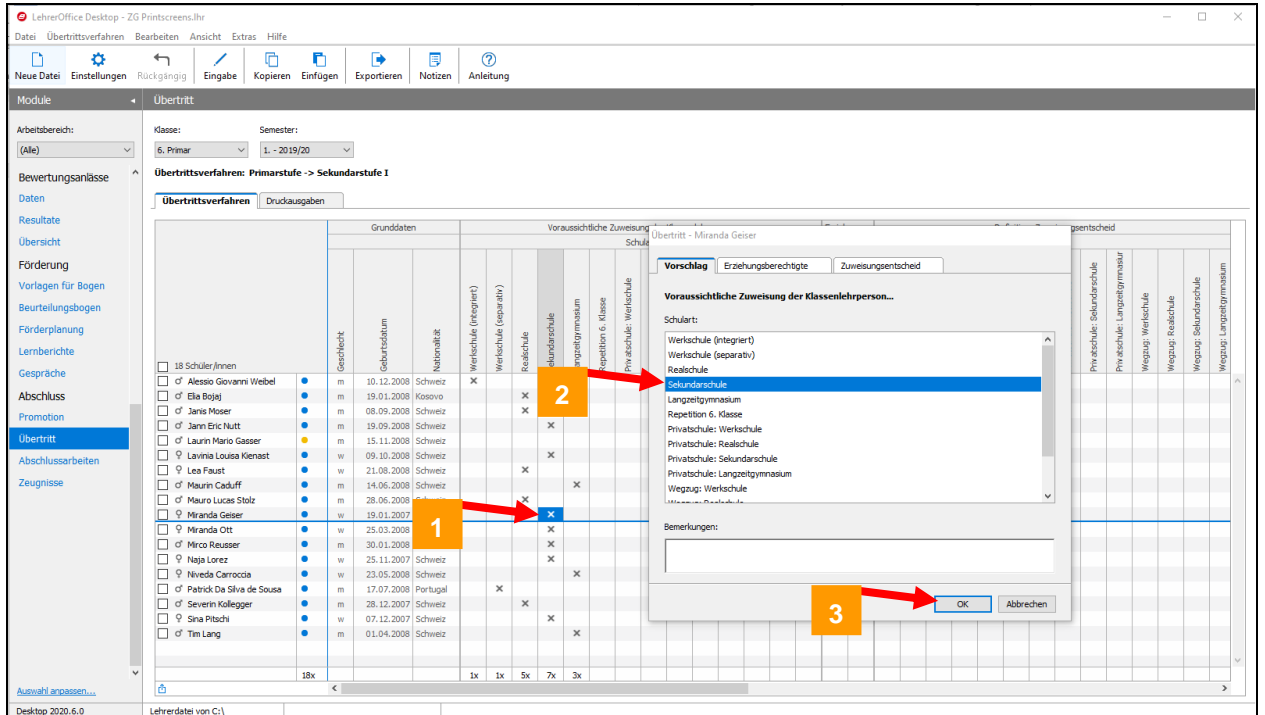 LehrerOffice Desktop - ZG Printscreens.lhr
Datei Übertrittsverfahren Bearbeiten Ansicht Extras Hilfe
Neue Datei Einstellungen Rückgängig Eingabe Kopieren Einfügen Exportieren Notizen Anleitung
Module Übertritt
Arbeitsbereich: Klasse: Semester:
(Alle) 6. Primar 1. - 2019/20
Übertrittsverfahren: Primarstufe -> Sekundarstufe I
Bewertungsanlässe
Daten
Resultate
Übersicht
Förderung
Vorlagen für Bogen
Beurteilungsbogen
Förderplanung
Lernberichte
Gespräche
Abschluss
Promotion
Übertritt
Abschlussarbeiten
Zeugnisse
Auswahl anpassen...
Übertrittsverfahren Druckausgaben
Grunddaten Voraussichtliche Zuweisung
Schula
Geschlecht
Geburtsdatum
Nationalität
Werkschule (integriert)
Werkschule (separativ)
Realschule
Sekundarschule
Langzeitgymnasium
Repetition 6. Klasse
Privatschule: Werkschule
Privatschule: Sekundarschule
Privatschule: Langzeitgymnasiur
Wegzug: Werkschule
Wegzug: Realschule
Wegzug: Sekundarschule
Wegzug: Langzeitgymnasium
18 Schüler/Innen
♂ Alessio Giovanni Weibel m 10.12.2008 Schweiz ×
♂ Elia Bojaj m 19.01.2008 Kosovo ×
♂ Janis Moser m 08.09.2008 Schweiz ×
♂ Jann Eric Nutt m 19.09.2008 Schweiz ×
♂ Laurin Mario Gasser m 15.11.2008 Schweiz
♀ Lavinia Louisa Kienast w 09.10.2008 Schweiz ×
♀ Lea Faust w 21.08.2008 Schweiz ×
♂ Maurin Caduff m 14.06.2008 Schweiz ×
♂ Mauro Lucas Stolz m 28.06.2008 ×
♀ Miranda Geiser w 19.01.2007 ×
♀ Miranda Ott w 25.03.2008 ×
♂ Mirco Reusser m 30.01.2008 ×
♀ Naja Lorez w 25.11.2007 Schweiz ×
♀ Niveda Carroccia w 23.05.2008 Schweiz ×
♂ Patrick Da Silva de Sousa m 17.07.2008 Portugal ×
♂ Severin Kollegger m 28.12.2007 Schweiz ×
♀ Sina Pitschi w 07.12.2007 Schweiz ×
♂ Tim Lang m 01.04.2008 Schweiz ×
18x 1x 1x 5x 7x 3x
1
2
3
Übertritt - Miranda Geiser
Vorschlag Erziehungsberechtigte Zuweisungsentscheid
Voraussichtliche Zuweisung der Klassenlehrperson...
Schulart:
Werkschule (integriert)
Werkschule (separativ)
Realschule
Sekundarschule
Langzeitgymnasium
Repetition 6. Klasse
Privatschule: Werkschule
Privatschule: Realschule
Privatschule: Sekundarschule
Privatschule: Langzeitgymnasium
Wegzug: Werkschule
Bemerkungen:
OK Abbrechen
Desktop 2020.6.0 Lehrerdatei von C:\